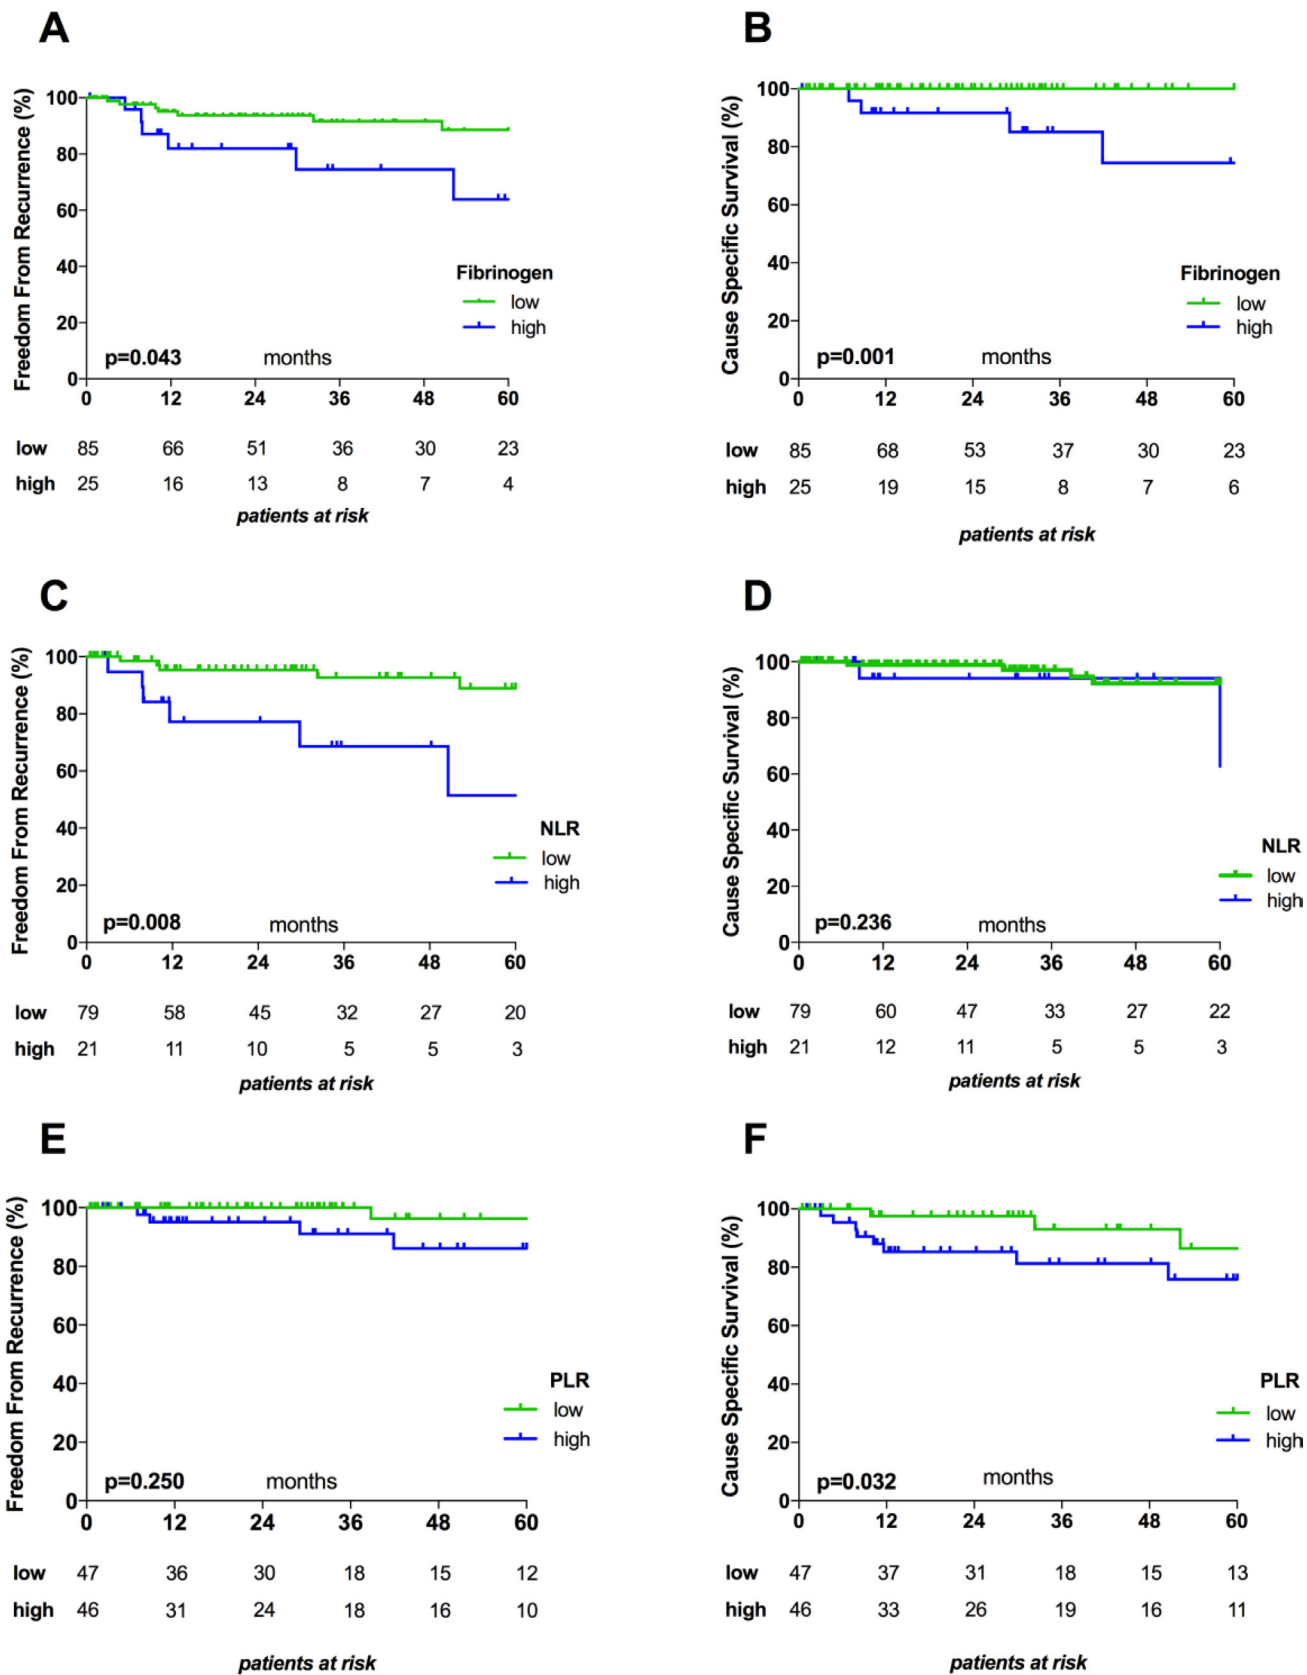 A
Freedom From Recurrence (%)
100
80
60
40
20
0
Fibrinogen
low
high
p=0.043 months
0 12 24 36 48 60
low 85 66 51 36 30 23
high 25 16 13 8 7 4
patients at risk
B
Cause Specific Survival (%)
100
80
60
40
20
0
Fibrinogen
low
high
p=0.001 months
0 12 24 36 48 60
low 85 68 53 37 30 23
high 25 19 15 8 7 6
patients at risk
C
Freedom From Recurrence (%)
100
80
60
40
20
0
NLR
low
high
p=0.008 months
0 12 24 36 48 60
low 79 58 45 32 27 20
high 21 11 10 5 5 3
patients at risk
D
Cause Specific Survival (%)
100
80
60
40
20
0
NLR
low
high
p=0.236 months
0 12 24 36 48 60
low 79 60 47 33 27 22
high 21 12 11 5 5 3
patients at risk
E
Freedom From Recurrence (%)
100
80
60
40
20
0
PLR
low
high
p=0.250 months
0 12 24 36 48 60
low 47 36 30 18 15 12
high 46 31 24 18 16 10
patients at risk
F
Cause Specific Survival (%)
100
80
60
40
20
0
PLR
low
high
p=0.032 months
0 12 24 36 48 60
low 47 37 31 18 15 13
high 46 33 26 19 16 11
patients at risk